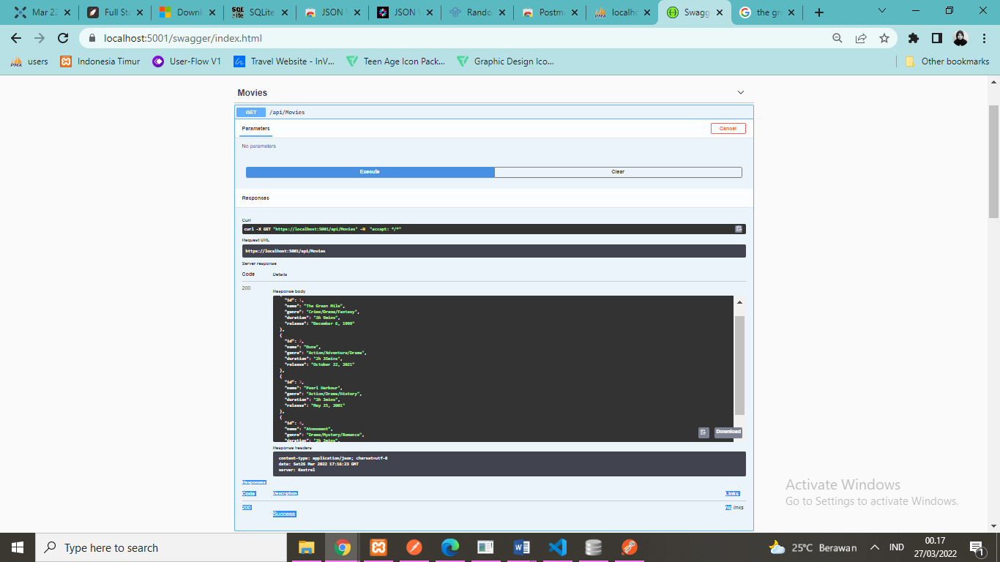 Mar 22
Full Sta
Downl
SQLite
JSON V
JSON V
Rando
Postma
localho
Swagg
the gre
localhost:5001/swagger/index.html
users
Indonesia Timur
User-Flow V1
Travel Website - InV...
Teen Age Icon Pack...
Graphic Design Ico...
Other bookmarks
Movies
GET /api/Movies
Parameters
Cancel
No parameters
Execute
Clear
Responses
Curl
curl -X GET "https://localhost:5001/api/Movies" -H "accept: */*"
Request URL
https://localhost:5001/api/Movies
Server response
Code Details
200
Response body
"id": 1,
"name": "The Green Mile",
"genre": "Crime/Drama/Fantasy",
"duration": "3h 9mins",
"release": "December 6, 1999"
},
{
"id": 2,
"name": "Dune",
"genre": "Action/Adventure/Drama",
"duration": "2h 35mins",
"release": "October 22, 2021"
},
{
"id": 3,
"name": "Pearl Harbour",
"genre": "Action/Drama/History",
"duration": "3h 3mins",
"release": "May 25, 2001"
},
{
"id": 4,
"name": "Atonement",
"genre": "Drama/Mystery/Romance",
"duration": "2h 3mins",
Download
Response headers
content-type: application/json; charset=utf-8
date: Sat26 Mar 2022 17:16:23 GMT
server: Kestrel
Responses
Code Description Links
200 Success No links
Activate Windows
Go to Settings to activate Windows.
Type here to search
25°C Berawan
IND
00.17
27/03/2022
1